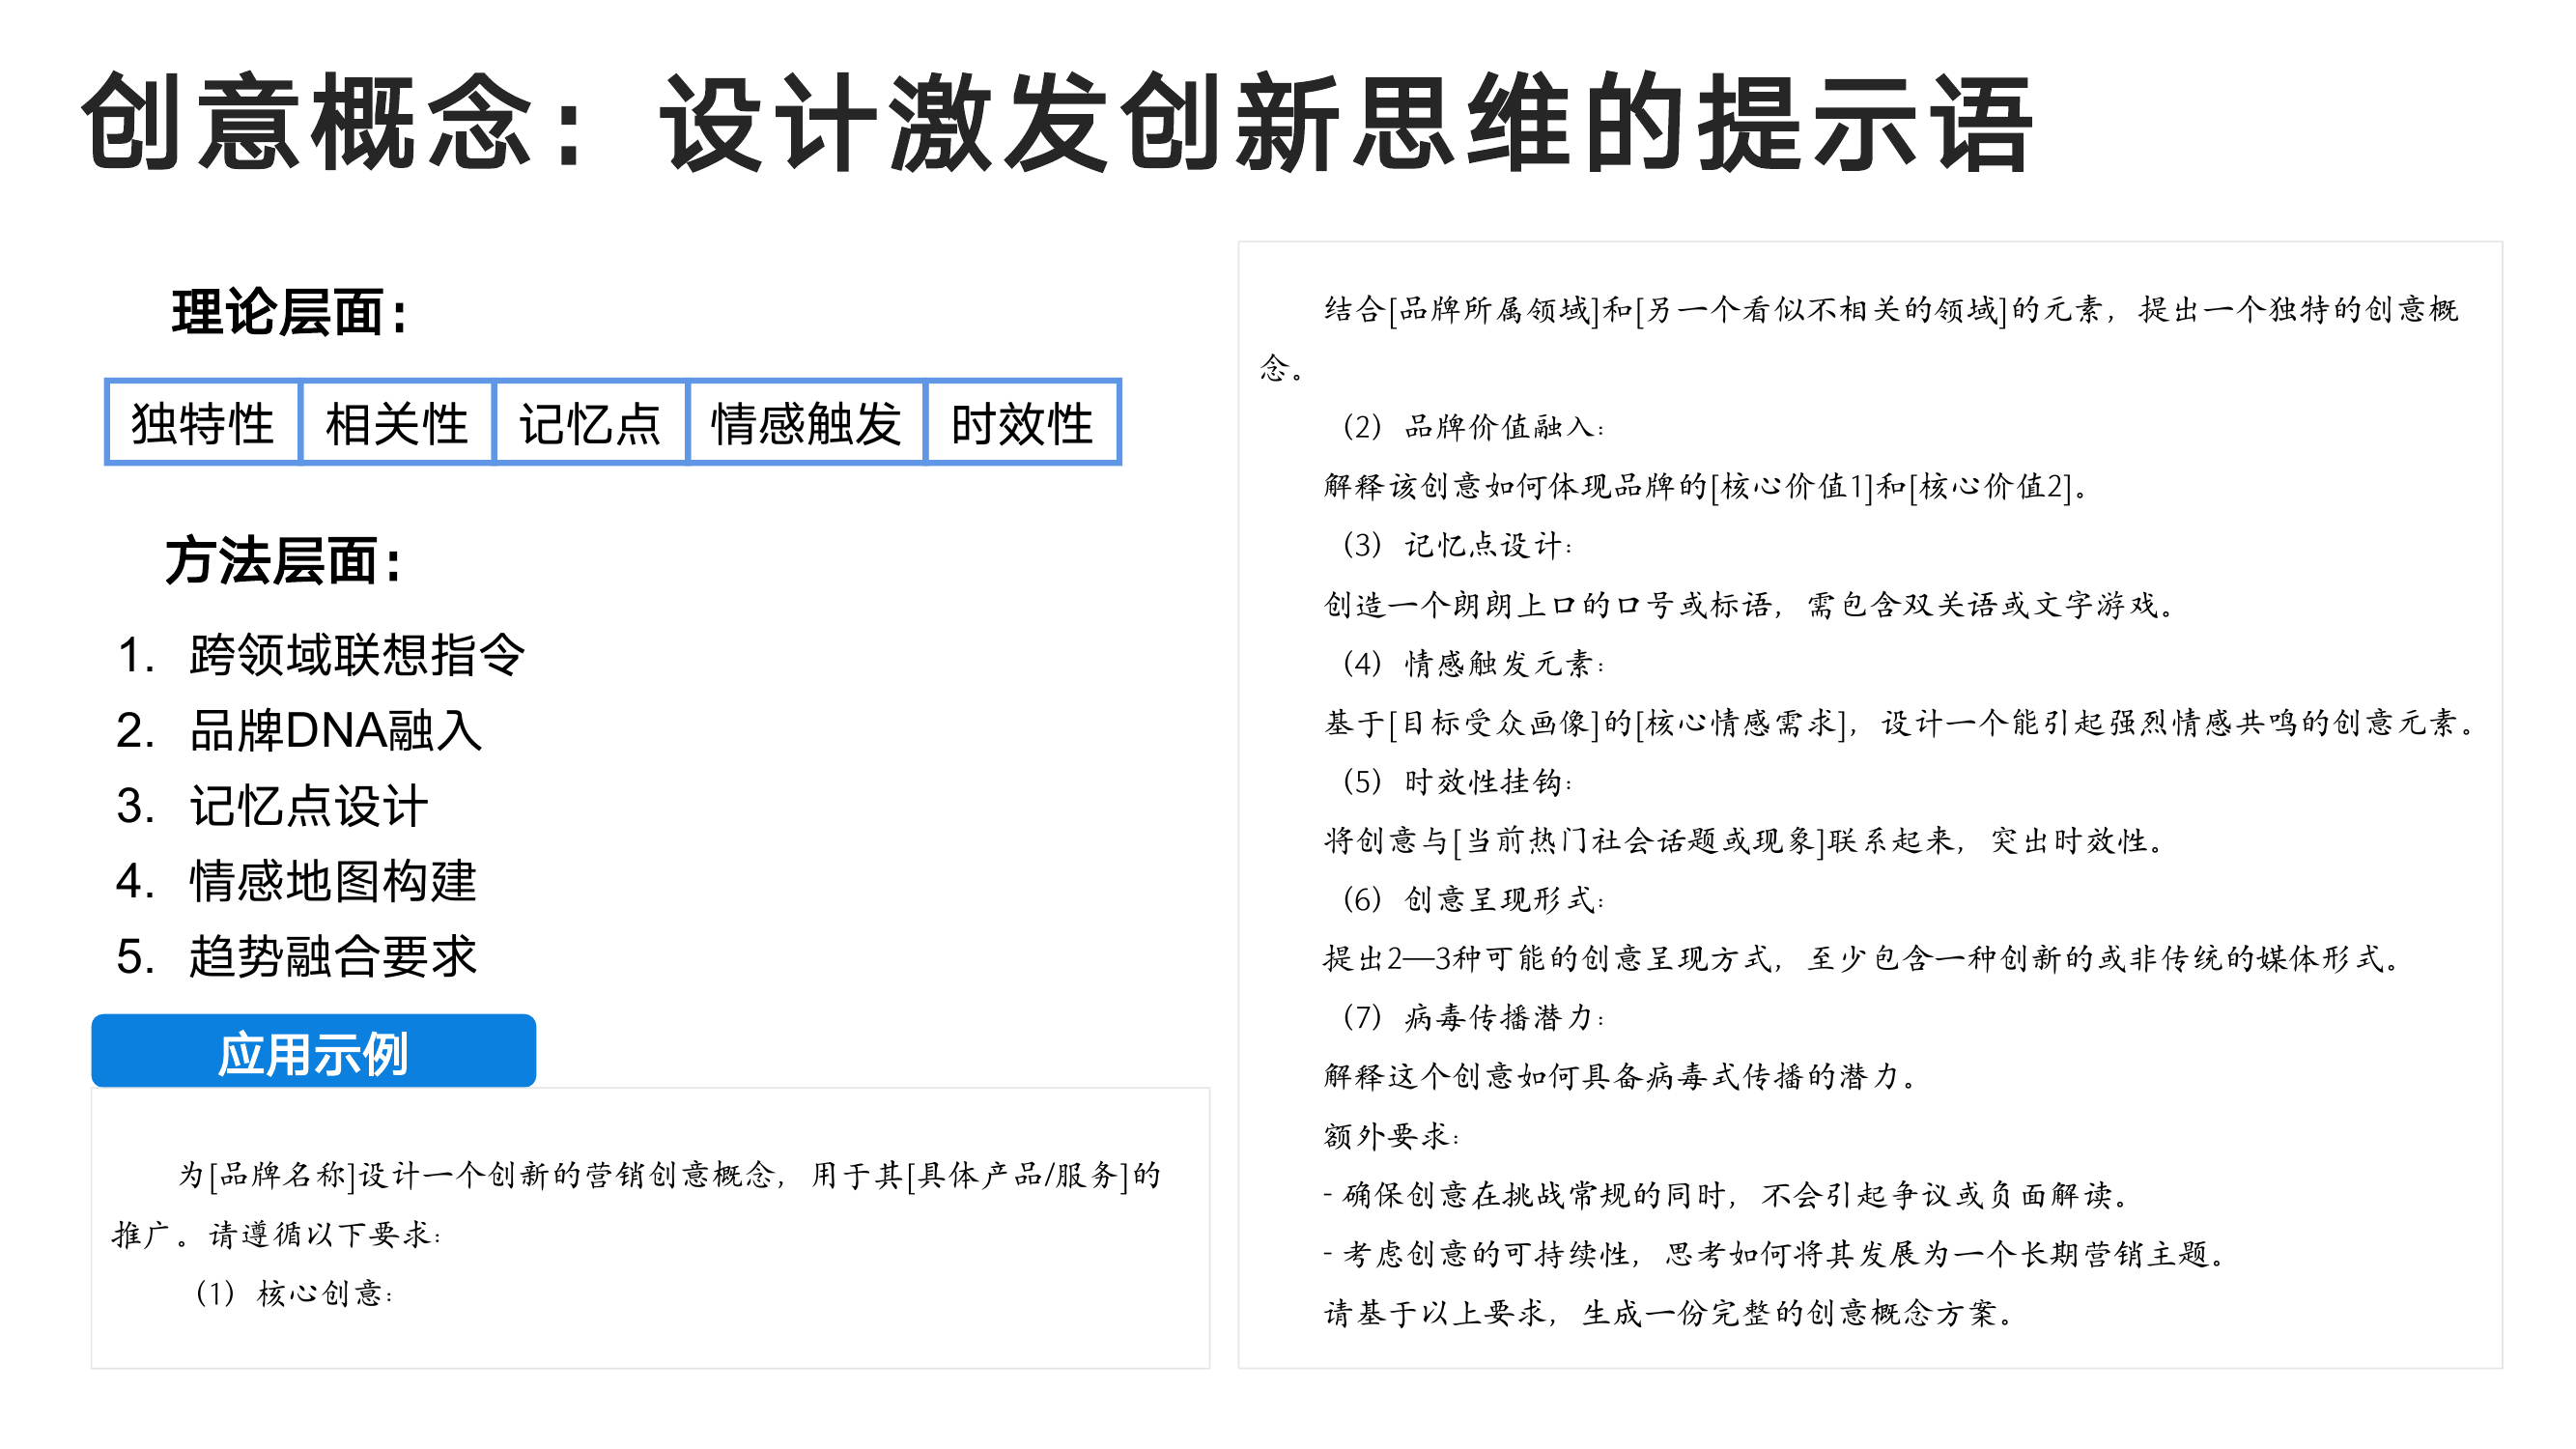 创意概念：设计激发创新思维的提示语
理论层面：
独特性 相关性 记忆点 情感触发 时效性
方法层面：
1. 跨领域联想指令
2. 品牌DNA融入
3. 记忆点设计
4. 情感地图构建
5. 趋势融合要求
应用示例
为[品牌名称]设计一个创新的营销创意概念，用于其[具体产品/服务]的
推广。请遵循以下要求：
（1）核心创意：
结合[品牌所属领域]和[另一个看似不相关的领域]的元素，提出一个独特的创意概
念。
（2）品牌价值融入：
解释该创意如何体现品牌的[核心价值1]和[核心价值2]。
（3）记忆点设计：
创造一个朗朗上口的口号或标语，需包含双关语或文字游戏。
（4）情感触发元素：
基于[目标受众画像]的[核心情感需求]，设计一个能引起强烈情感共鸣的创意元素。
（5）时效性挂钩：
将创意与[当前热门社会话题或现象]联系起来，突出时效性。
（6）创意呈现形式：
提出2—3种可能的创意呈现方式，至少包含一种创新的或非传统的媒体形式。
（7）病毒传播潜力：
解释这个创意如何具备病毒式传播的潜力。
额外要求：
- 确保创意在挑战常规的同时，不会引起争议或负面解读。
- 考虑创意的可持续性，思考如何将其发展为一个长期营销主题。
请基于以上要求，生成一份完整的创意概念方案。